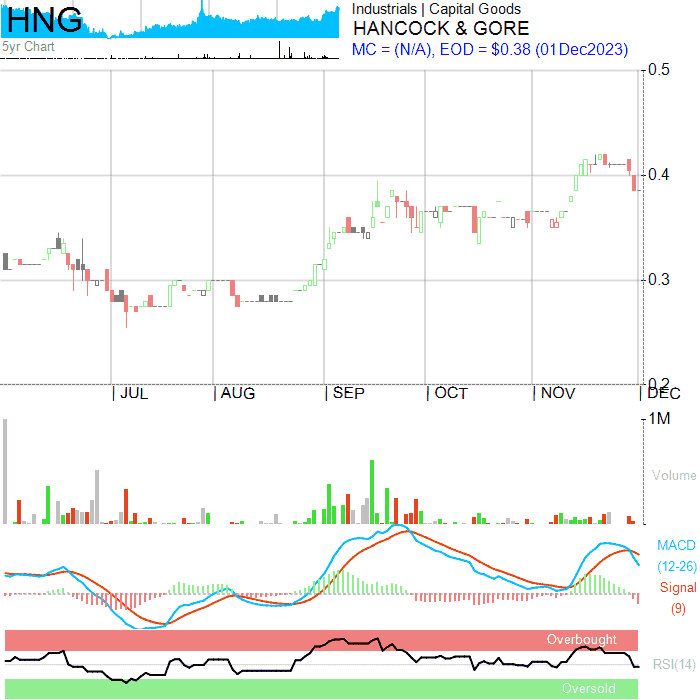 HNG
5yr Chart
Industrials | Capital Goods
HANCOCK & GORE
MC = (N/A), EOD = $0.38 (01Dec2023)
0.5
0.4
0.3
0.2
| JUL | AUG | SEP | OCT | NOV | DEC
1M
Volume
MACD
(12-26)
Signal
(9)
Overbought
RSI(14)
Oversold